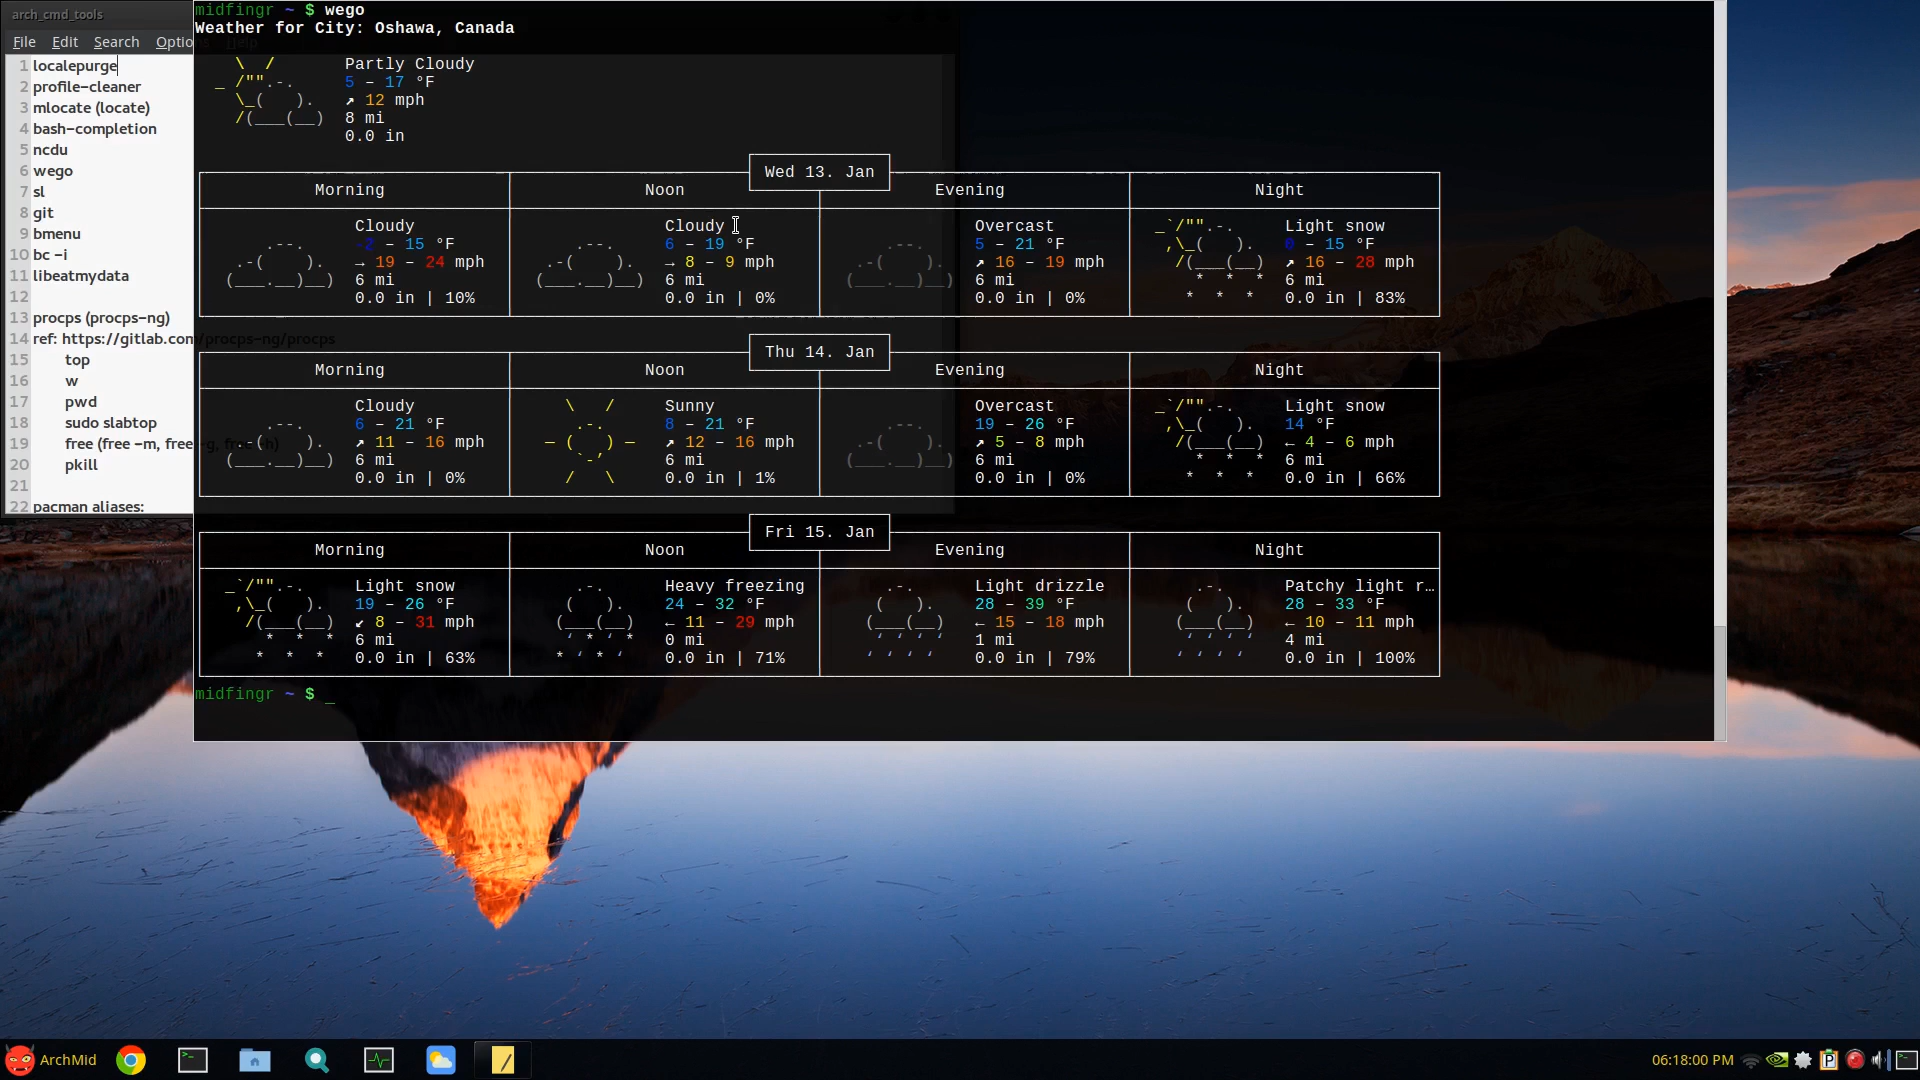 arch_cmd_tools
File Edit Search Options Help
1 localepurge
2 profile-cleaner
3 mlocate (locate)
4 bash-completion
5 ncdu
6 wego
7 sl
8 git
9 bmenu
10 bc -i
11 libeatmydata
12
13 procps (procps-ng)
14 ref: https://gitlab.com/procps-ng/procps
15 top
16 w
17 pwd
18 sudo slabtop
19 free (free -m, free -g, free -h)
20 pkill
21
22 pacman aliases:
midfingr ~ $ wego
Weather for City: Oshawa, Canada
Partly Cloudy
5 – 17 °F
↗ 12 mph
8 mi
0.0 in
Wed 13. Jan
Morning Noon Evening Night
Cloudy Cloudy Overcast Light snow
-2 – 15 °F 6 – 19 °F 5 – 21 °F 0 – 15 °F
→ 19 – 24 mph → 8 – 9 mph ↗ 16 – 19 mph ↗ 16 – 28 mph
6 mi 6 mi 6 mi 6 mi
0.0 in | 10% 0.0 in | 0% 0.0 in | 0% 0.0 in | 83%
Thu 14. Jan
Morning Noon Evening Night
Cloudy Sunny Overcast Light snow
6 – 21 °F 8 – 21 °F 19 – 26 °F 14 °F
↗ 11 – 16 mph ↗ 12 – 16 mph ↗ 5 – 8 mph ← 4 – 6 mph
6 mi 6 mi 6 mi 6 mi
0.0 in | 0% 0.0 in | 1% 0.0 in | 0% 0.0 in | 66%
Fri 15. Jan
Morning Noon Evening Night
Light snow Heavy freezing Light drizzle Patchy light r…
19 – 26 °F 24 – 32 °F 28 – 39 °F 28 – 33 °F
↙ 8 – 31 mph ← 11 – 29 mph ← 15 – 18 mph ← 10 – 11 mph
6 mi 0 mi 1 mi 4 mi
0.0 in | 63% 0.0 in | 71% 0.0 in | 79% 0.0 in | 100%
midfingr ~ $ _
ArchMid
06:18:00 PM